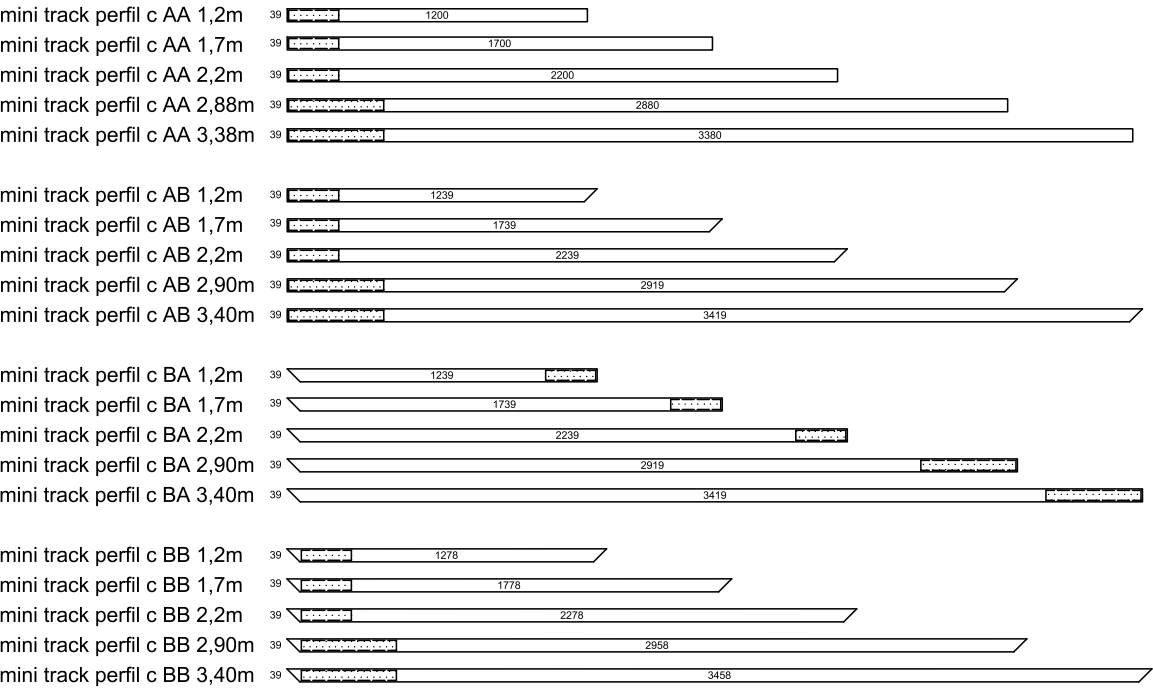 mini track perfil c AA 1,2m 39 1200
mini track perfil c AA 1,7m 39 1700
mini track perfil c AA 2,2m 39 2200
mini track perfil c AA 2,88m 39 2880
mini track perfil c AA 3,38m 39 3380
mini track perfil c AB 1,2m 39 1239
mini track perfil c AB 1,7m 39 1739
mini track perfil c AB 2,2m 39 2239
mini track perfil c AB 2,90m 39 2919
mini track perfil c AB 3,40m 39 3419
mini track perfil c BA 1,2m 39 1239
mini track perfil c BA 1,7m 39 1739
mini track perfil c BA 2,2m 39 2239
mini track perfil c BA 2,90m 39 2919
mini track perfil c BA 3,40m 39 3419
mini track perfil c BB 1,2m 39 1278
mini track perfil c BB 1,7m 39 1778
mini track perfil c BB 2,2m 39 2278
mini track perfil c BB 2,90m 39 2958
mini track perfil c BB 3,40m 39 3458